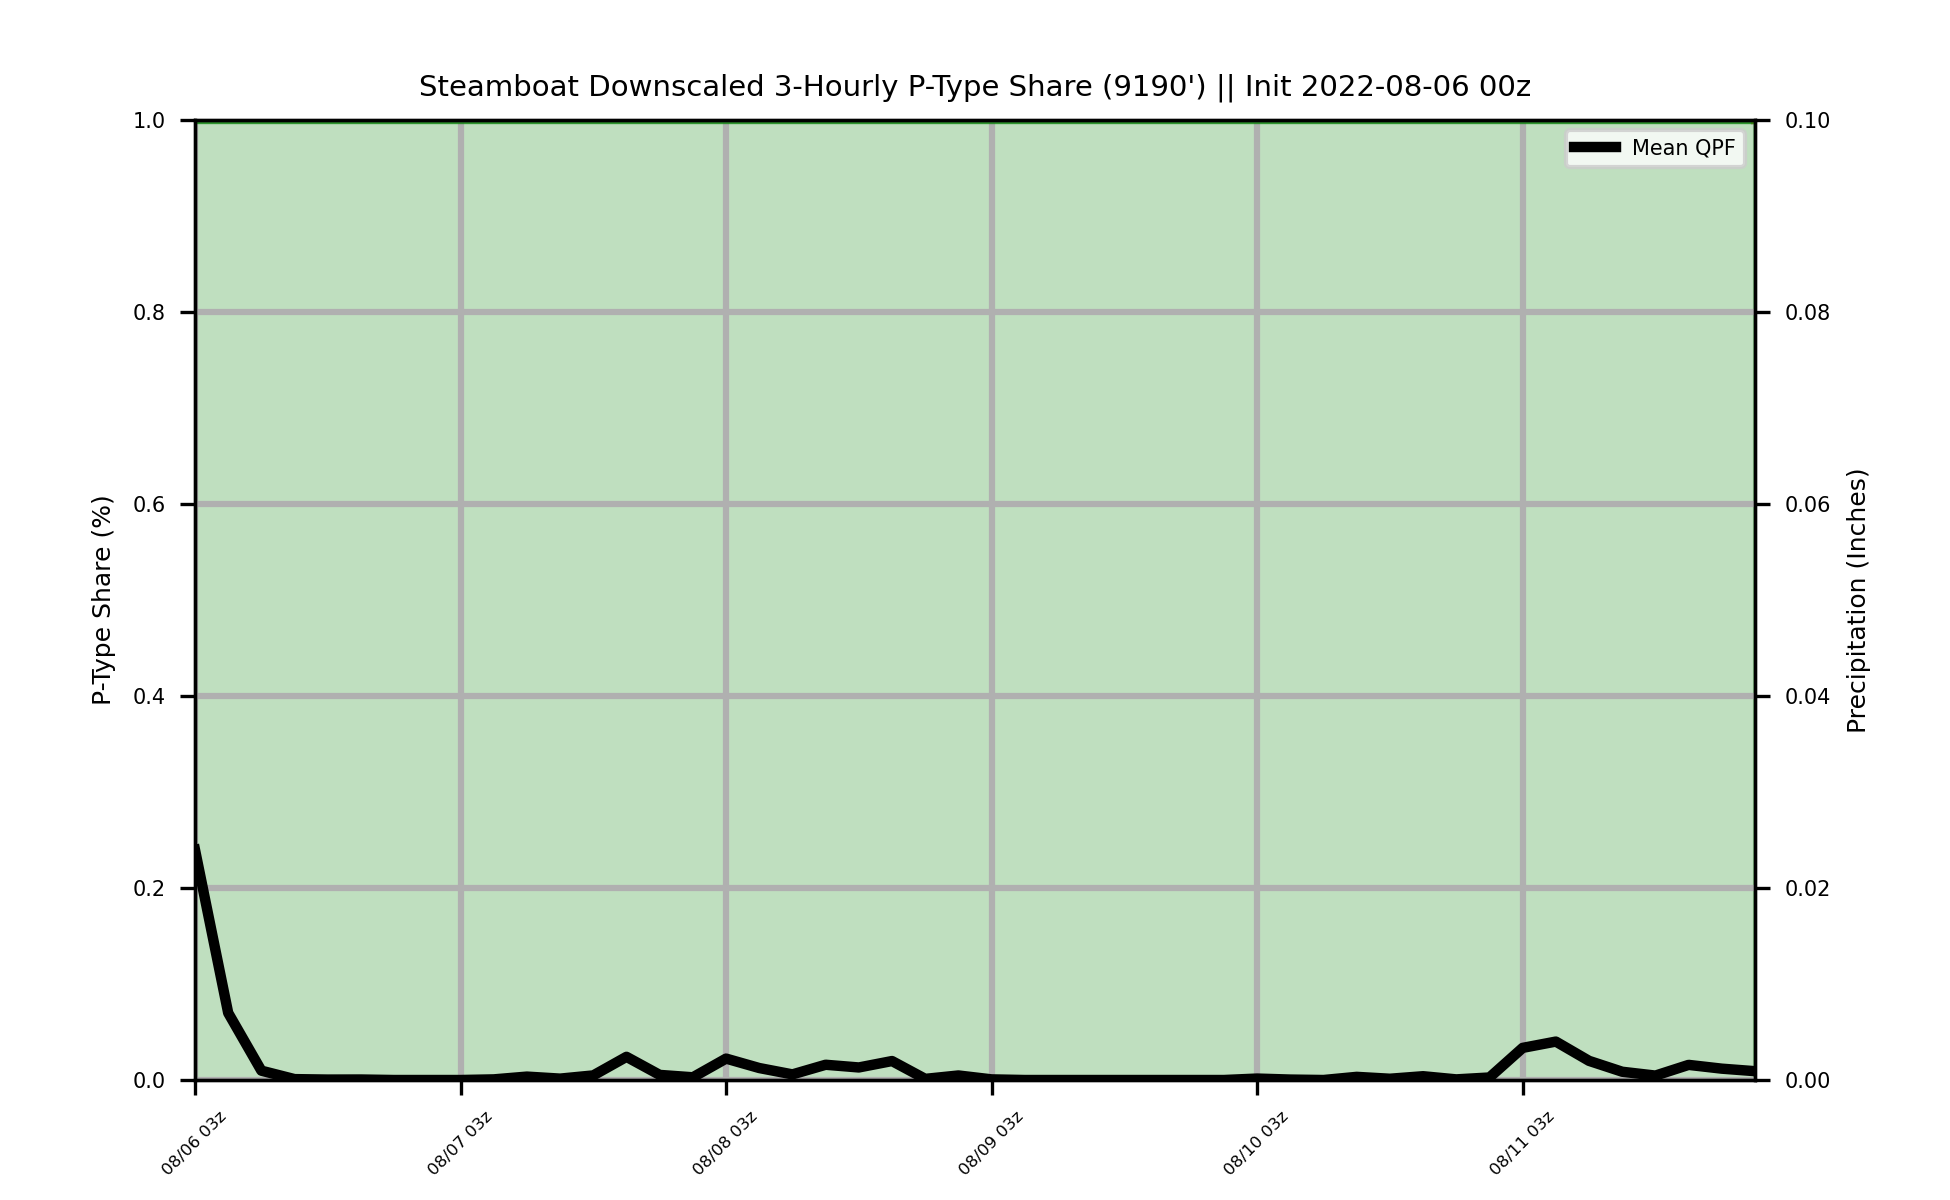 Steamboat Downscaled 3-Hourly P-Type Share (9190') || Init 2022-08-06 00z
Mean QPF
P-Type Share (%)
1.0
0.8
0.6
0.4
0.2
0.0
0.10
0.08
0.06
0.04
0.02
0.00
Precipitation (Inches)
08/06 03z
08/07 03z
08/08 03z
08/09 03z
08/10 03z
08/11 03z